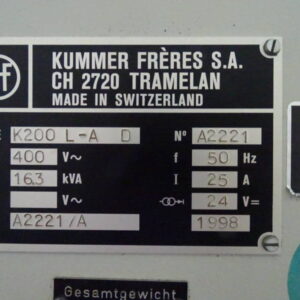 f
KUMMER FRÈRES S.A.
CH 2720 TRAMELAN
MADE IN SWITZERLAND
E K200 L-A D Nº A2221
400 V~ f 50 Hz
16.3 kVA I 25 A
V~ 24 V=
A2221/A 1998
Gesamtgewicht